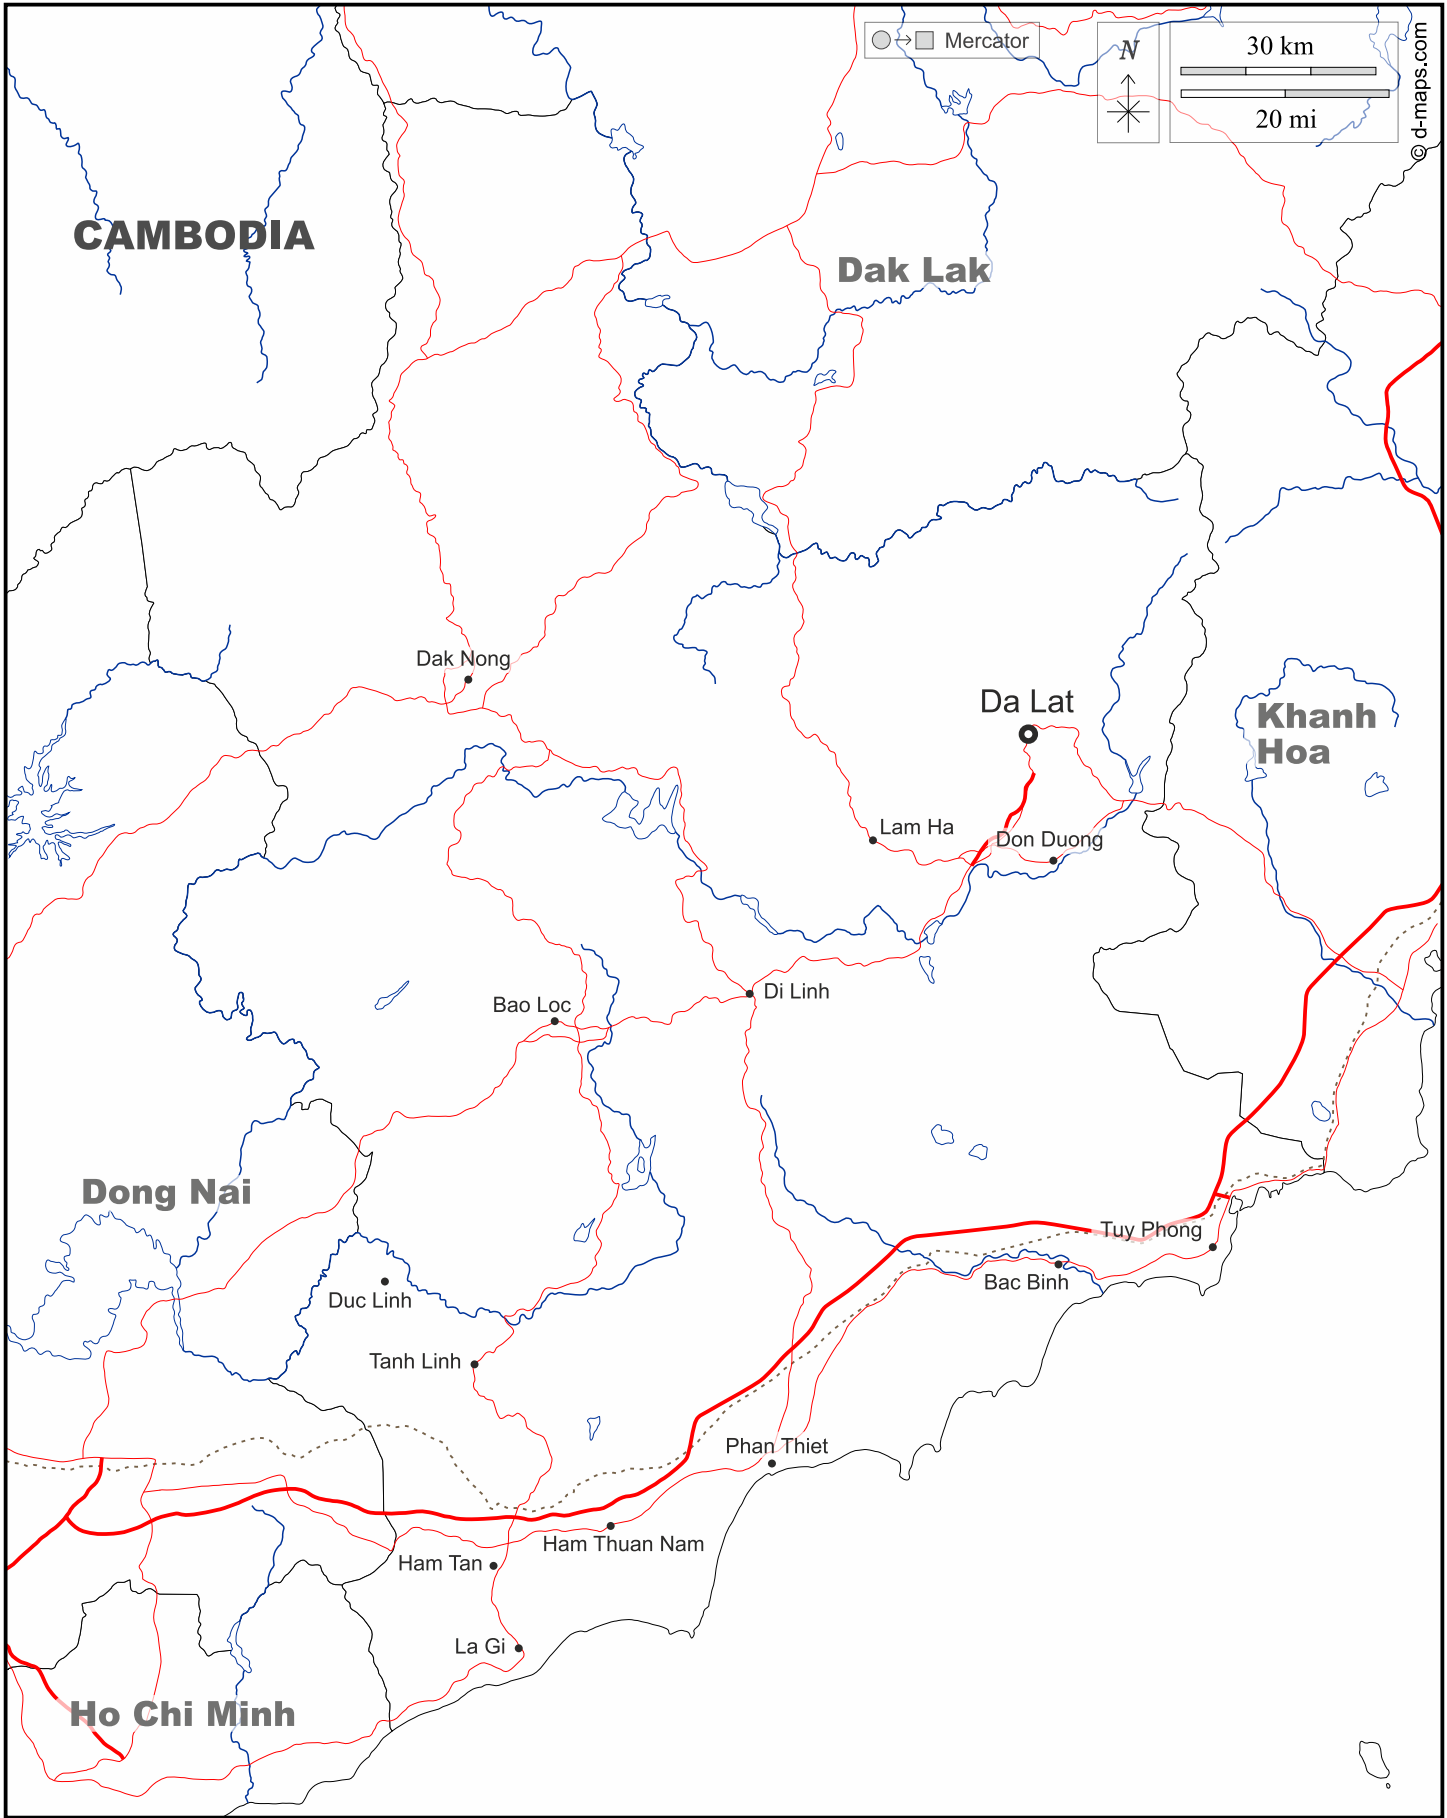 Mercator
N
30 km
20 mi
© d-maps.com
CAMBODIA
Dak Lak
Dak Nong
Da Lat
Khanh
Hoa
Lam Ha
Don Duong
Di Linh
Bao Loc
Dong Nai
Tuy Phong
Bac Binh
Duc Linh
Tanh Linh
Phan Thiet
Ham Thuan Nam
Ham Tan
La Gi
Ho Chi Minh